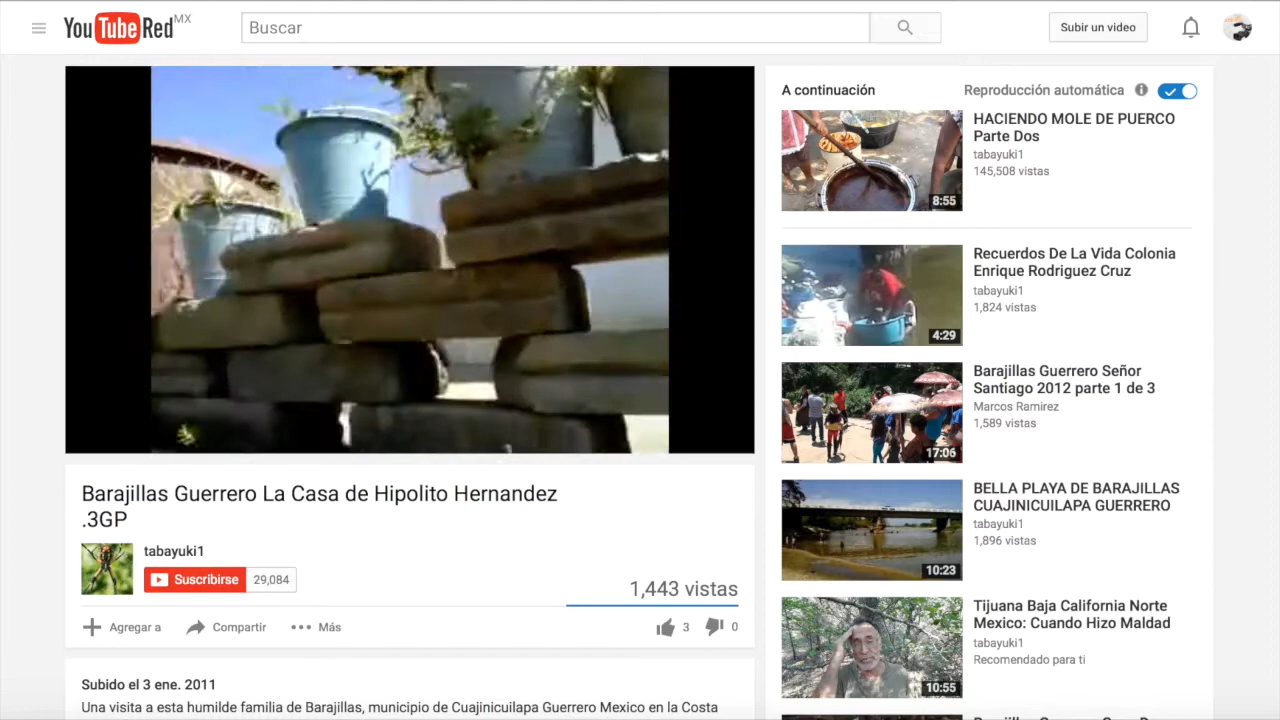 YouTube Red MX
Buscar
Subir un video
A continuación
Reproducción automática
HACIENDO MOLE DE PUERCO
Parte Dos
tabayuki1
145,508 vistas
8:55
Recuerdos De La Vida Colonia
Enrique Rodriguez Cruz
tabayuki1
1,824 vistas
4:29
Barajillas Guerrero Señor
Santiago 2012 parte 1 de 3
Marcos Ramirez
1,589 vistas
17:06
BELLA PLAYA DE BARAJILLAS
CUAJINICUILAPA GUERRERO
tabayuki1
1,896 vistas
10:23
Tijuana Baja California Norte
Mexico: Cuando Hizo Maldad
tabayuki1
Recomendado para ti
10:55
Barajillas Guerrero La Casa de Hipolito Hernandez
.3GP
tabayuki1
Suscribirse
29,084
1,443 vistas
Agregar a
Compartir
Más
3
0
Subido el 3 ene. 2011
Una visita a esta humilde familia de Barajillas, municipio de Cuajinicuilapa Guerrero Mexico en la Costa